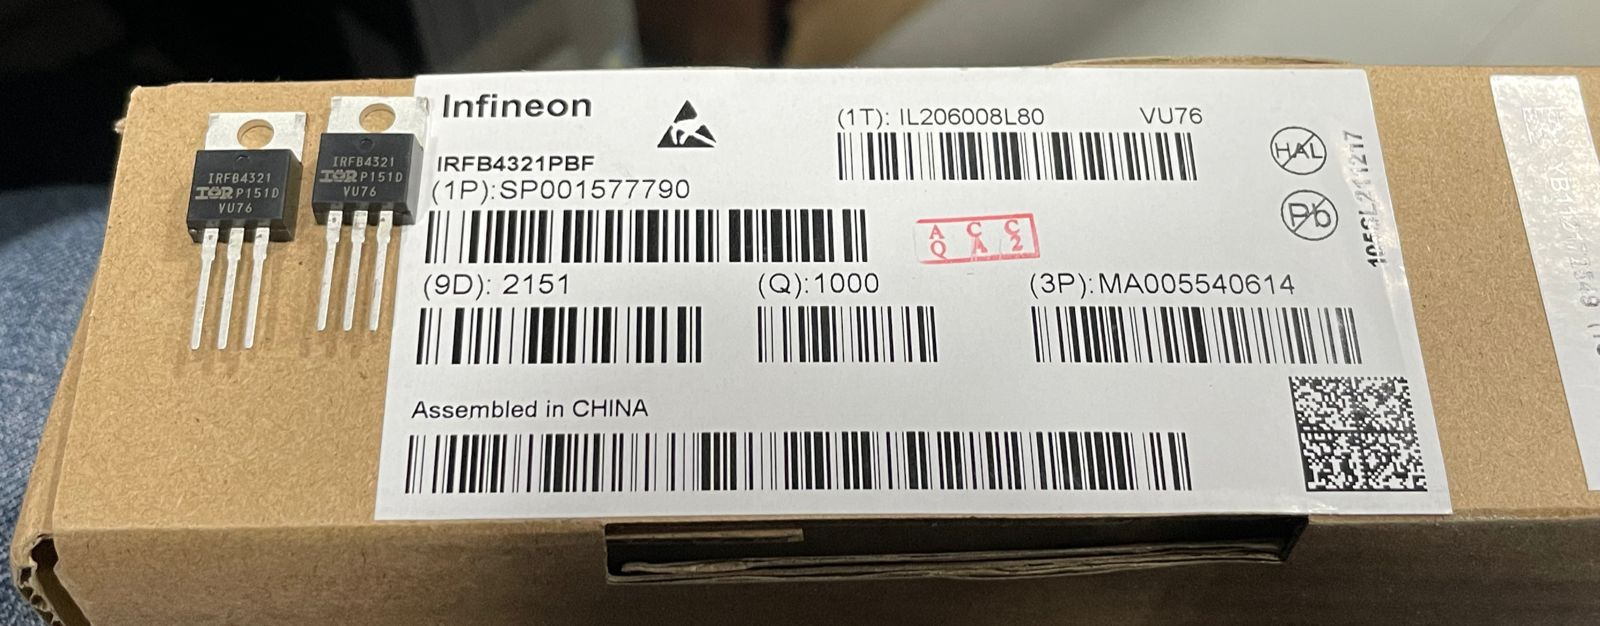 IRFB4321
IOR P151D
VU76
IRFB4321
IOR P151D
VU76
Infineon
IRFB4321PBF
(1P):SP001577790
(1T): IL206008L80 VU76
HAL
Pb
A C C
Q A 2
(9D): 2151
(Q):1000
(3P):MA005540614
Assembled in CHINA